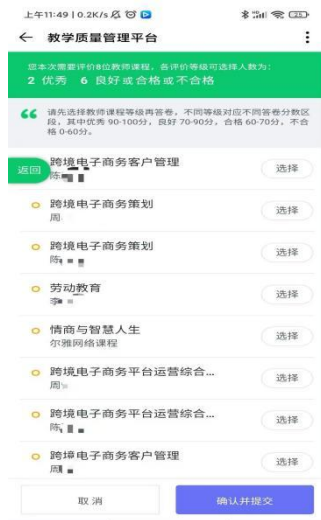 上午11:49 | 0.2K/s
教学质量管理平台
您本次需要评价8位教师课程，各评价等级可选择人数为：
2 优秀 6 良好或合格或不合格
请先选择教师课程等级再答卷，不同等级对应不同答卷分数区
段，其中优秀 90-100分，良好 70-90分，合格 60-70分，不合
格 0-60分。
返回
跨境电子商务客户管理
陈
选择
跨境电子商务策划
周
选择
跨境电子商务策划
陈
选择
劳动教育
李
选择
情商与智慧人生
尔雅网络课程
选择
跨境电子商务平台运营综合...
周
选择
跨境电子商务平台运营综合...
陈
选择
跨境电子商务客户管理
周
选择
取消
确认并提交